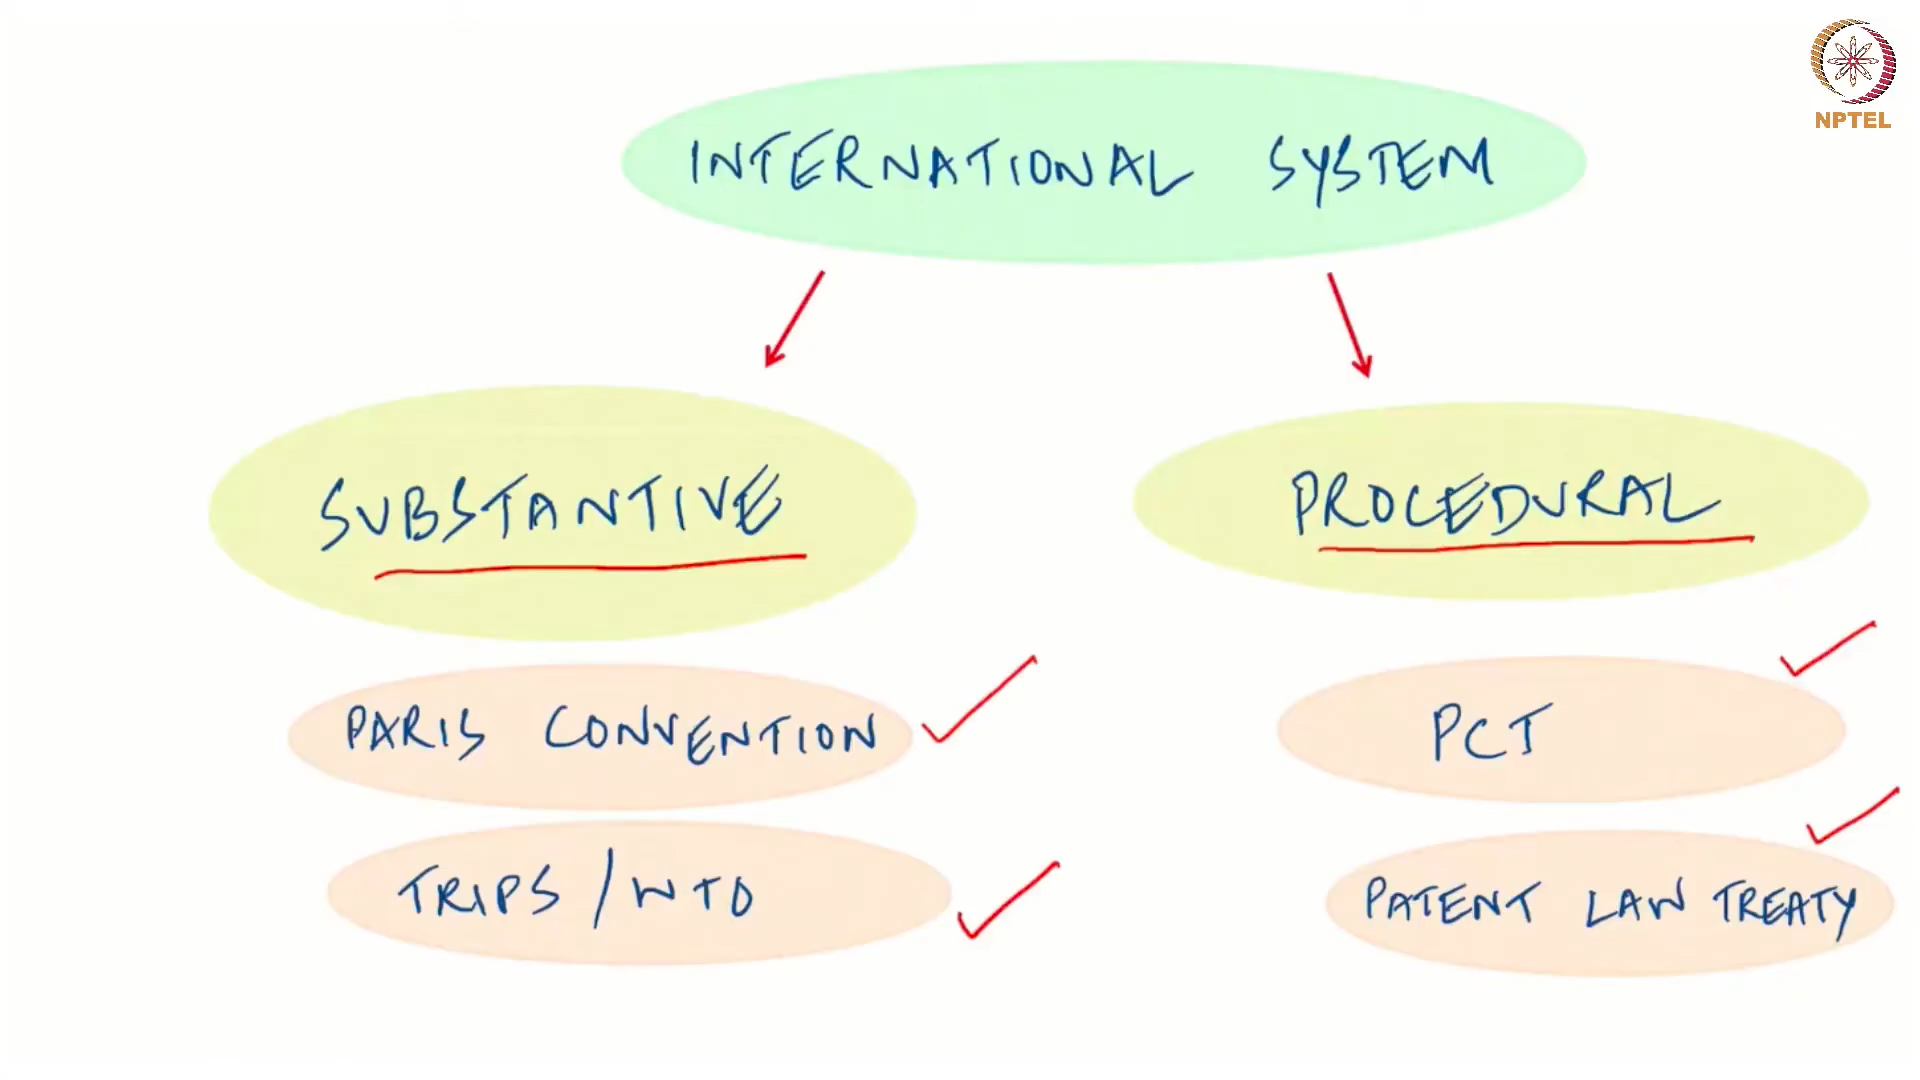 NPTEL
INTERNATIONAL SYSTEM
SUBSTANTIVE
PROCEDURAL
PARIS CONVENTION
PCT
TRIPS / WTO
PATENT LAW TREATY